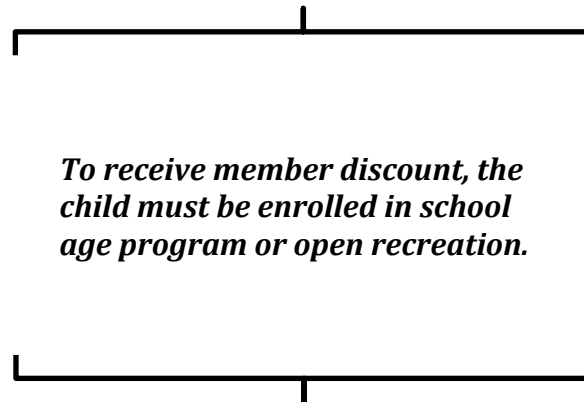 To receive member discount, the
child must be enrolled in school
age program or open recreation.